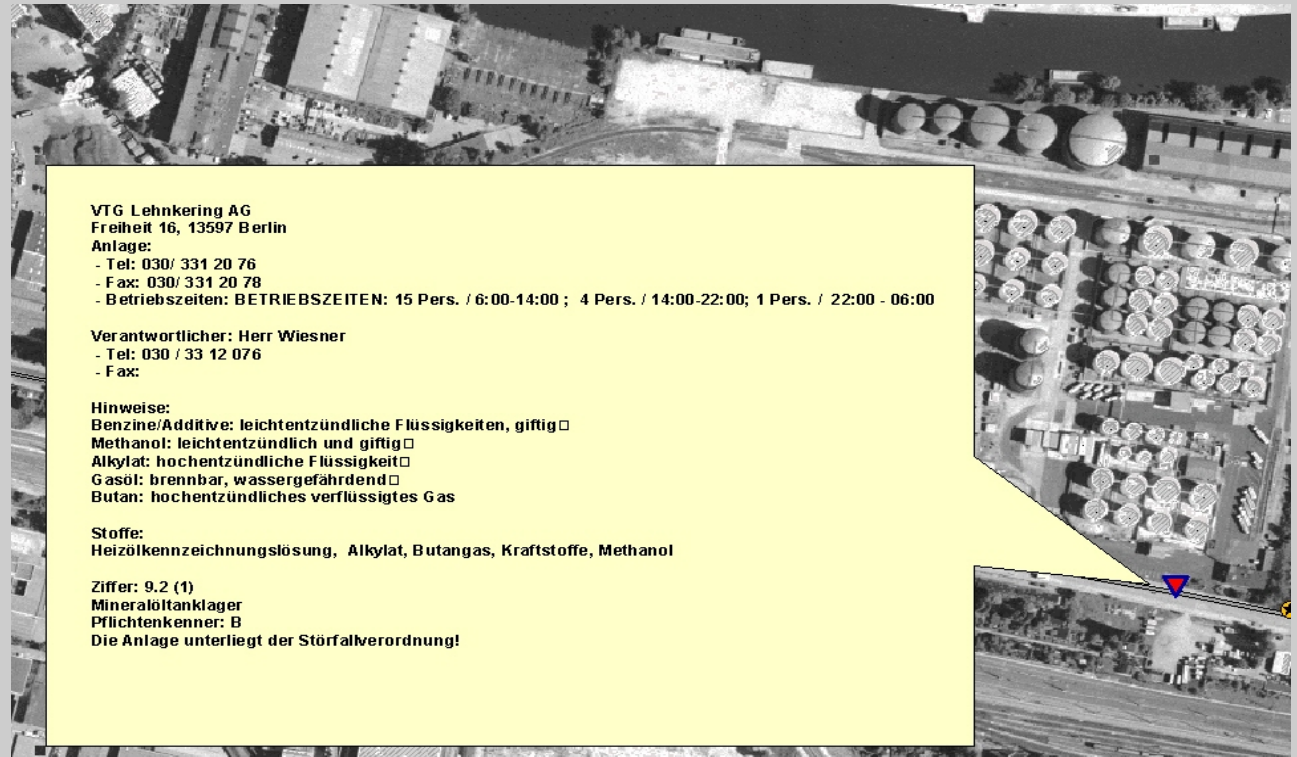 VTG Lehnkering AG
Freiheit 16, 13597 Berlin
Anlage:
- Tel: 030/ 331 20 76
- Fax: 030/ 331 20 78
- Betriebszeiten: BETRIEBSZEITEN: 15 Pers. / 6:00-14:00 ;  4 Pers. / 14:00-22:00; 1 Pers. /  22:00 - 06:00
Verantwortlicher: Herr Wiesner
- Tel: 030 / 33 12 076
- Fax:
Hinweise:
Benzine/Additive: leichtentzündliche Flüssigkeiten, giftig□
Methanol: leichtentzündlich und giftig□
Alkylat: hochentzündliche Flüssigkeit□
Gasöl: brennbar, wassergefährdend□
Butan: hochentzündliches verflüssigtes Gas
Stoffe:
Heizölkennzeichnungslösung,  Alkylat, Butangas, Kraftstoffe, Methanol
Ziffer: 9.2 (1)
Mineralöltanklager
Pflichtenkenner: B
Die Anlage unterliegt der Störfallverordnung!